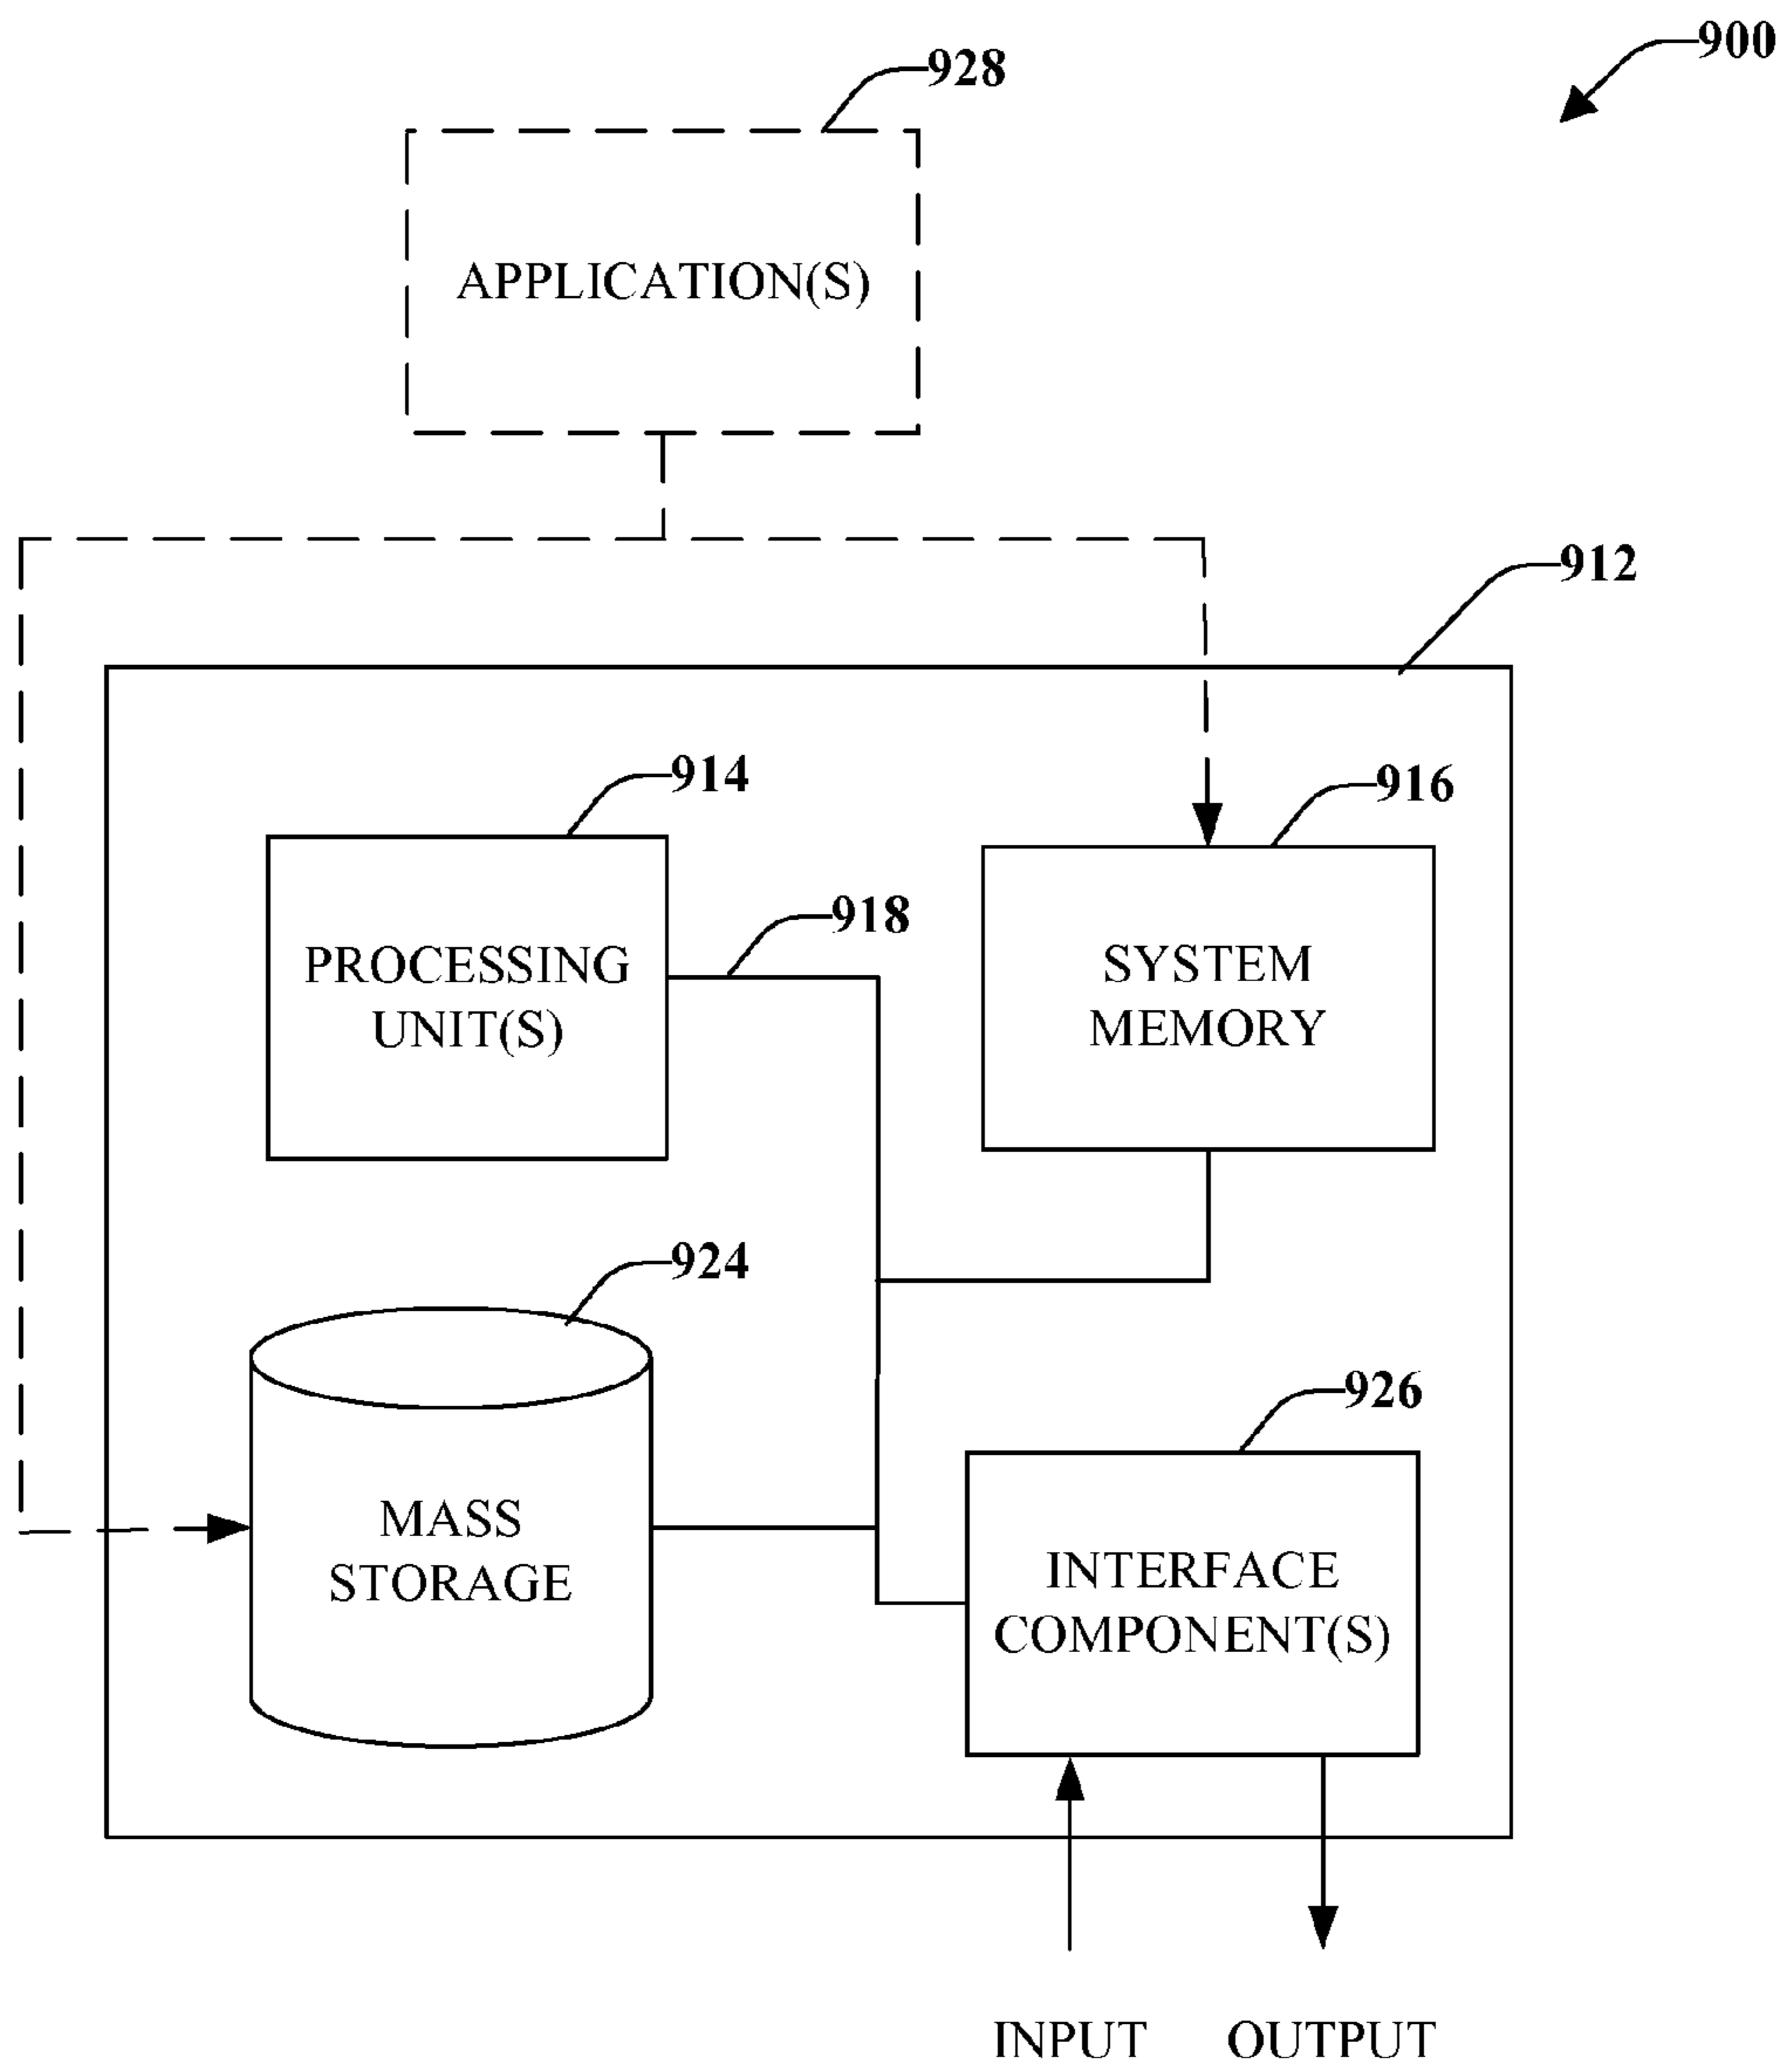 900
928
APPLICATION(S)
912
914
916
918
PROCESSING
UNIT(S)
SYSTEM
MEMORY
924
926
MASS
STORAGE
INTERFACE
COMPONENT(S)
INPUT
OUTPUT